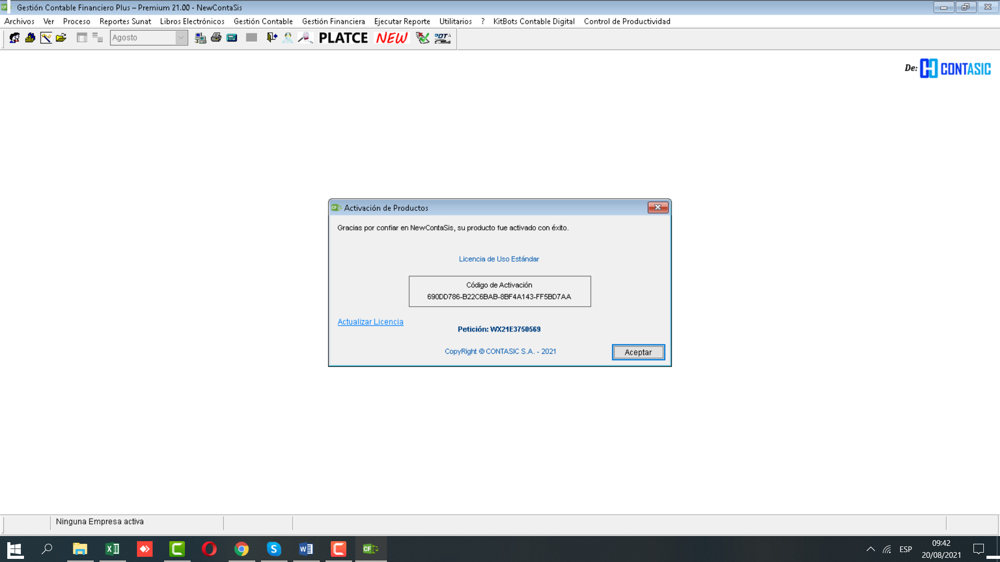 Gestión Contable Financiero Plus – Premium 21.00 - NewContaSis
Archivos Ver Proceso Reportes Sunat Libros Electrónicos Gestión Contable Gestión Financiera Ejecutar Reporte Utilitarios ? KitBots Contable Digital Control de Productividad
Agosto PLATCE NEW PDT
De: CONTASIC
Activación de Productos
Gracias por confiar en NewContaSis, su producto fue activado con éxito.
Licencia de Uso Estándar
Código de Activación
690DD786-B22C6BAB-8BF4A143-FF5BD7AA
Actualizar Licencia
Petición: WX21E3750569
CopyRight © CONTASIC S.A. - 2021
Aceptar
Ninguna Empresa activa
ESP
09:42
20/08/2021